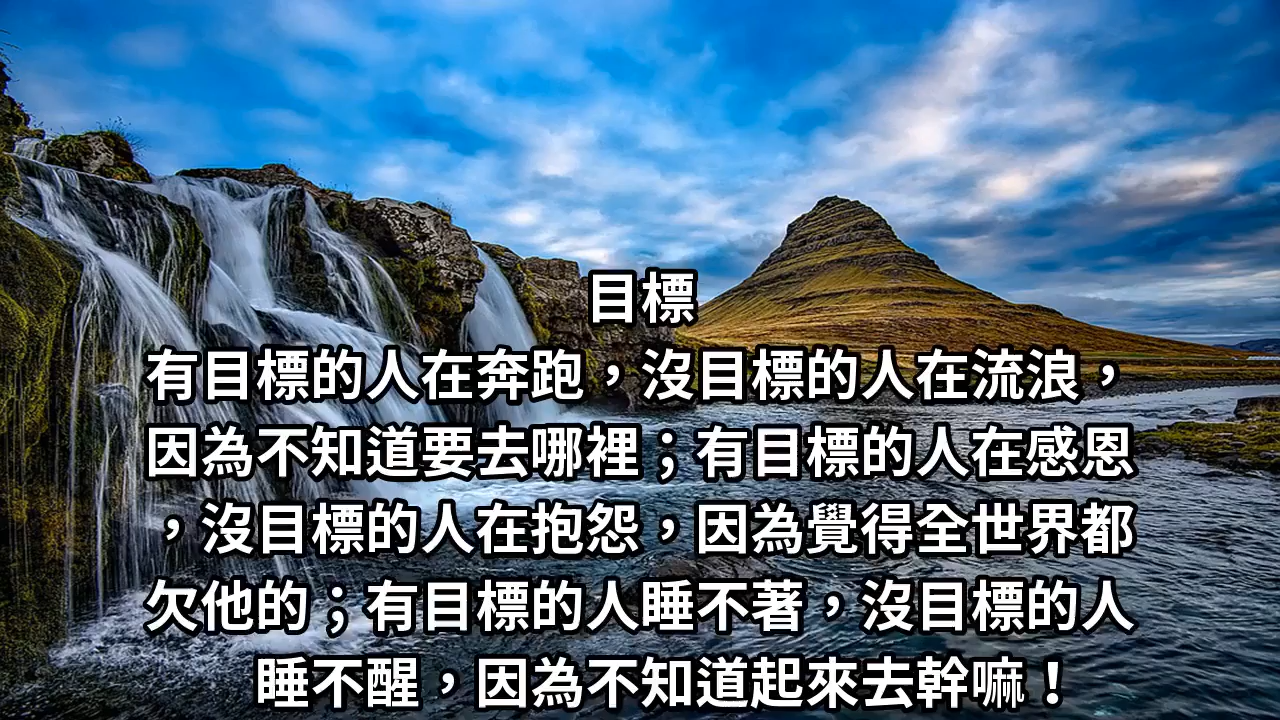 目標
有目標的人在奔跑，沒目標的人在流浪，
因為不知道要去哪裡；有目標的人在感恩
，沒目標的人在抱怨，因為覺得全世界都
欠他的；有目標的人睡不著，沒目標的人
睡不醒，因為不知道起來去幹嘛！